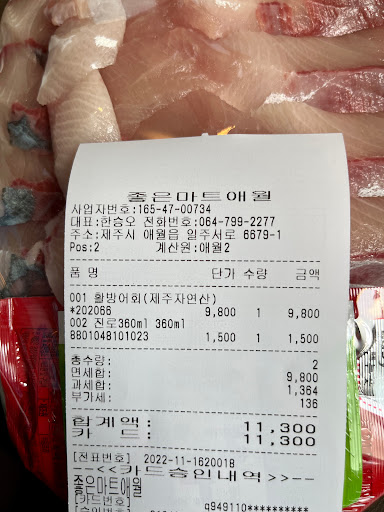 좋은마트애월
사업자번호:165-47-00734
대표:한승오 전화번호:064-799-2277
주소:제주시 애월읍 일주서로 6679-1
Pos:2 계산원:애월2
품 명 단가 수량 금액
001 활방어회(제주자연산)
*202066 9,800 1 9,800
002 진로360ml 360ml
8801048101023 1,500 1 1,500
총수량: 2
면세합: 9,800
과세합: 1,364
부가세: 136
합계액: 11,300
카 드: 11,300
[전표번호] 2022-11-1620018
--<<카드승인내역>>--
좋은마트애월
[카드번호] q949110**********